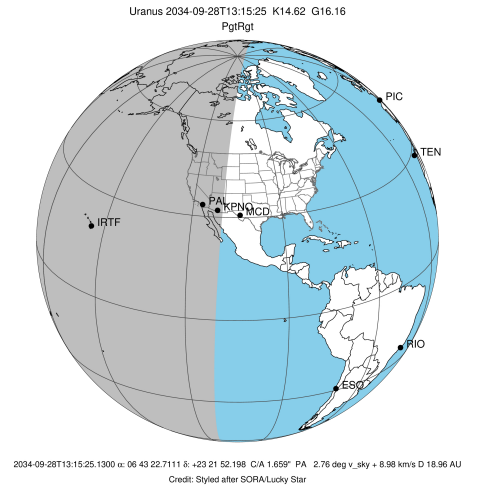 Uranus 2034-09-28T13:15:25 K14.62 G16.16
PgtRgt
PIC
TEN
PAL
KPNO
MCD
IRTF
RIO
ESO
2034-09-28T13:15:25.1300 α: 06 43 22.7111 δ: +23 21 52.198 C/A 1.659" PA 2.76 deg v_sky + 8.98 km/s D 18.96 AU
Credit: Styled after SORA/Lucky Star